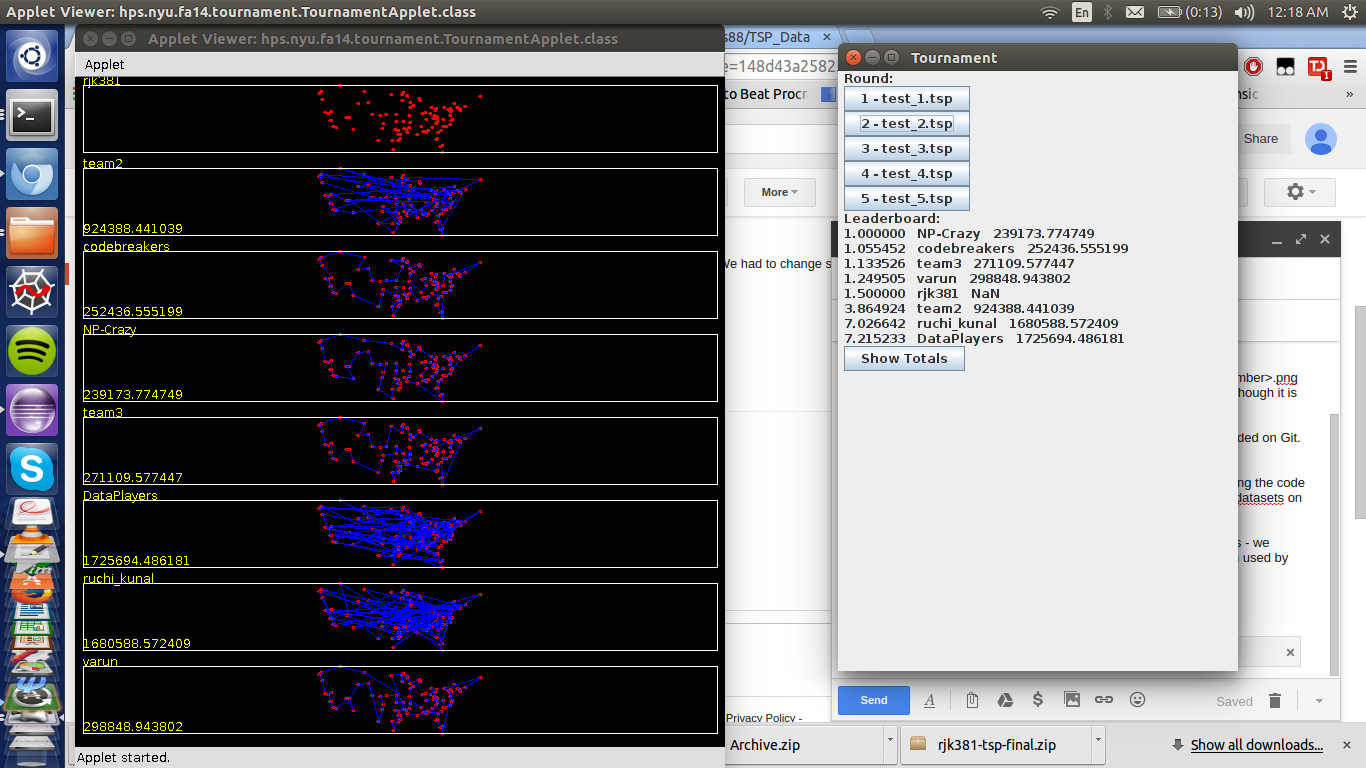 Applet Viewer: hps.nyu.fa14.tournament.TournamentApplet.class
En
(0:13)
12:18 AM
Applet Viewer: hps.nyu.fa14.tournament.TournamentApplet.class
Applet
rjk381
team2
924388.441039
codebreakers
252436.555199
NP-Crazy
239173.774749
team3
271109.577447
DataPlayers
1725694.486181
ruchi_kunal
1680588.572409
varun
298848.943802
Applet started.
s88/TSP_Data
=148d43a2582
to Beat Procr
More
We had to change s
Privacy Policy -
Tournament
Round:
1 - test_1.tsp
2 - test_2.tsp
3 - test_3.tsp
4 - test_4.tsp
5 - test_5.tsp
Leaderboard:
1.000000 NP-Crazy 239173.774749
1.055452 codebreakers 252436.555199
1.133526 team3 271109.577447
1.249505 varun 298848.943802
1.500000 rjk381 NaN
3.864924 team2 924388.441039
7.026642 ruchi_kunal 1680588.572409
7.215233 DataPlayers 1725694.486181
Show Totals
1
nsic
»
Share
mber>.png
hough it is
ded on Git.
ng the code
datasets on
s - we
used by
Send
Saved
Archive.zip
rjk381-tsp-final.zip
Show all downloads...